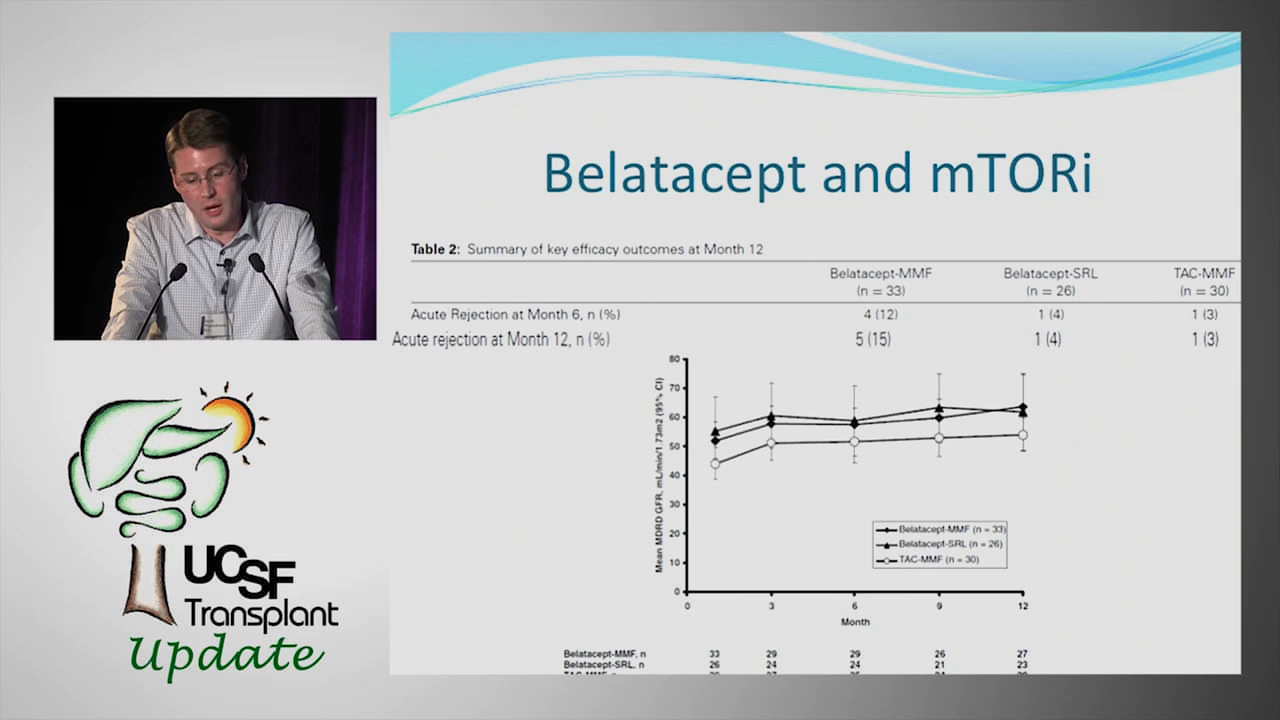 Belatacept and mTORi
Table 2: Summary of key efficacy outcomes at Month 12
Belatacept-MMF Belatacept-SRL TAC-MMF
(n = 33) (n = 26) (n = 30)
Acute Rejection at Month 6, n (%) 4 (12) 1 (4) 1 (3)
Acute rejection at Month 12, n (%) 5 (15) 1 (4) 1 (3)
Mean MDRD GFR, mL/min/1.73m2 (95% CI)
80
70
60
50
40
30
20
10
0
Belatacept-MMF (n = 33)
Belatacept-SRL (n = 26)
TAC-MMF (n = 30)
0 3 6 9 12
Month
Belatacept-MMF, n 33 29 29 26 27
Belatacept-SRL, n 26 24 24 21 23
UCSF
Transplant
Update